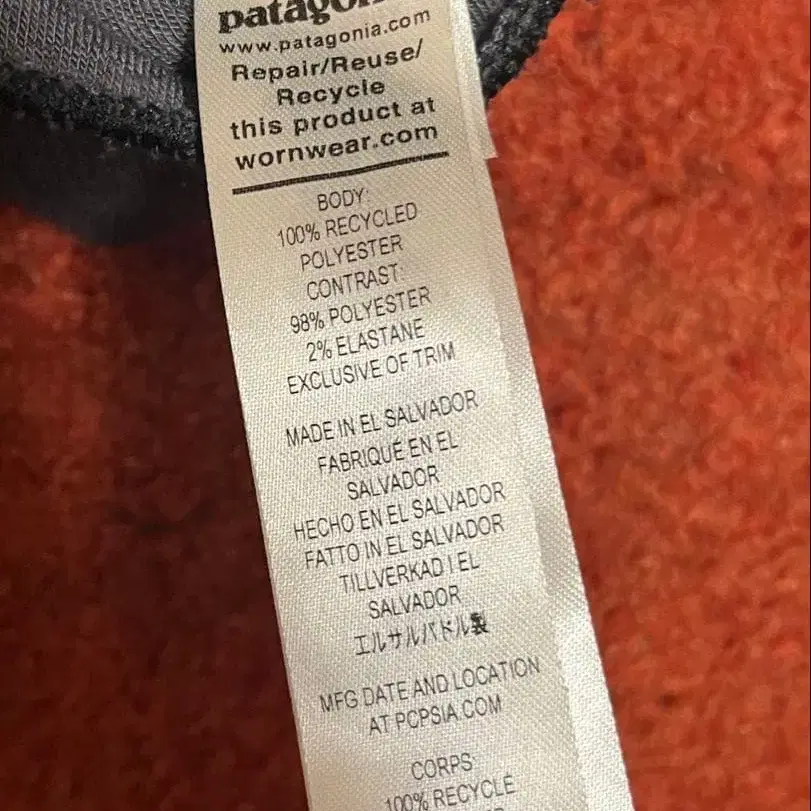 patagon
www.patagonia.com
Repair/Reuse/
Recycle
this product at
wornwear.com
BODY:
100% RECYCLED
POLYESTER
CONTRAST:
98% POLYESTER
2% ELASTANE
EXCLUSIVE OF TRIM
MADE IN EL SALVADOR
FABRIQUÉ EN EL
SALVADOR
HECHO EN EL SALVADOR
FATTO IN EL SALVADOR
TILLVERKAD I EL
SALVADOR
エルサルバドル製
MFG DATE AND LOCATION
AT PCPSIA.COM
CORPS:
100% RECYCLÉ